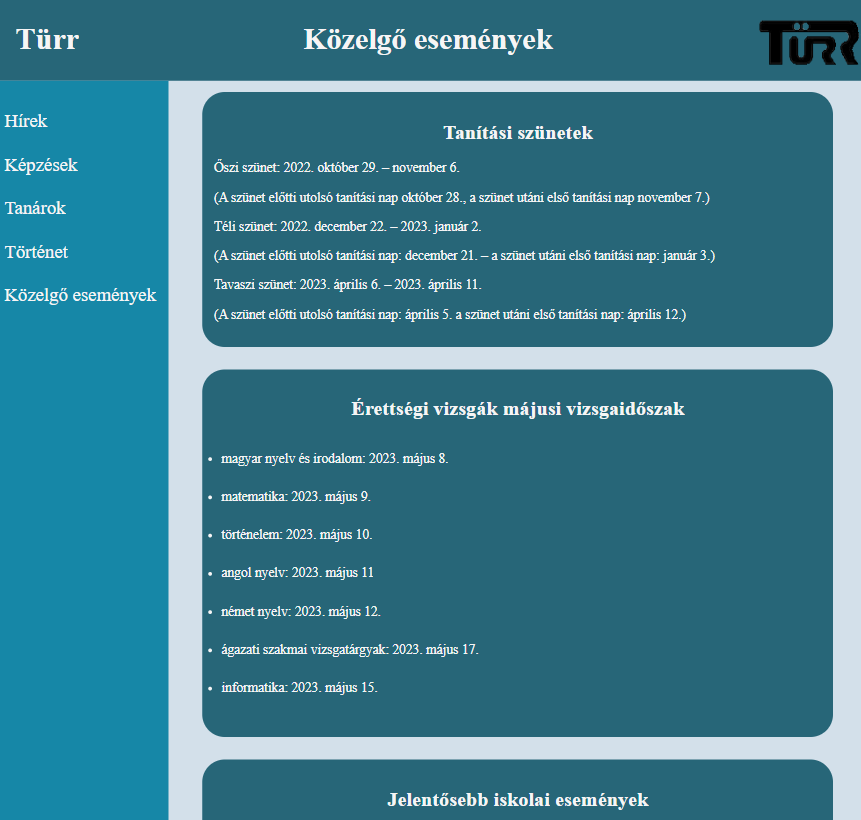 Türr
Közelgő események
TÜRR
Hírek
Képzések
Tanárok
Történet
Közelgő események
Tanítási szünetek
Őszi szünet: 2022. október 29. – november 6.
(A szünet előtti utolsó tanítási nap október 28., a szünet utáni első tanítási nap november 7.)
Téli szünet: 2022. december 22. – 2023. január 2.
(A szünet előtti utolsó tanítási nap: december 21. – a szünet utáni első tanítási nap: január 3.)
Tavaszi szünet: 2023. április 6. – 2023. április 11.
(A szünet előtti utolsó tanítási nap: április 5. a szünet utáni első tanítási nap: április 12.)
Érettségi vizsgák májusi vizsgaidőszak
• magyar nyelv és irodalom: 2023. május 8.
• matematika: 2023. május 9.
• történelem: 2023. május 10.
• angol nyelv: 2023. május 11
• német nyelv: 2023. május 12.
• ágazati szakmai vizsgatárgyak: 2023. május 17.
• informatika: 2023. május 15.
Jelentősebb iskolai események